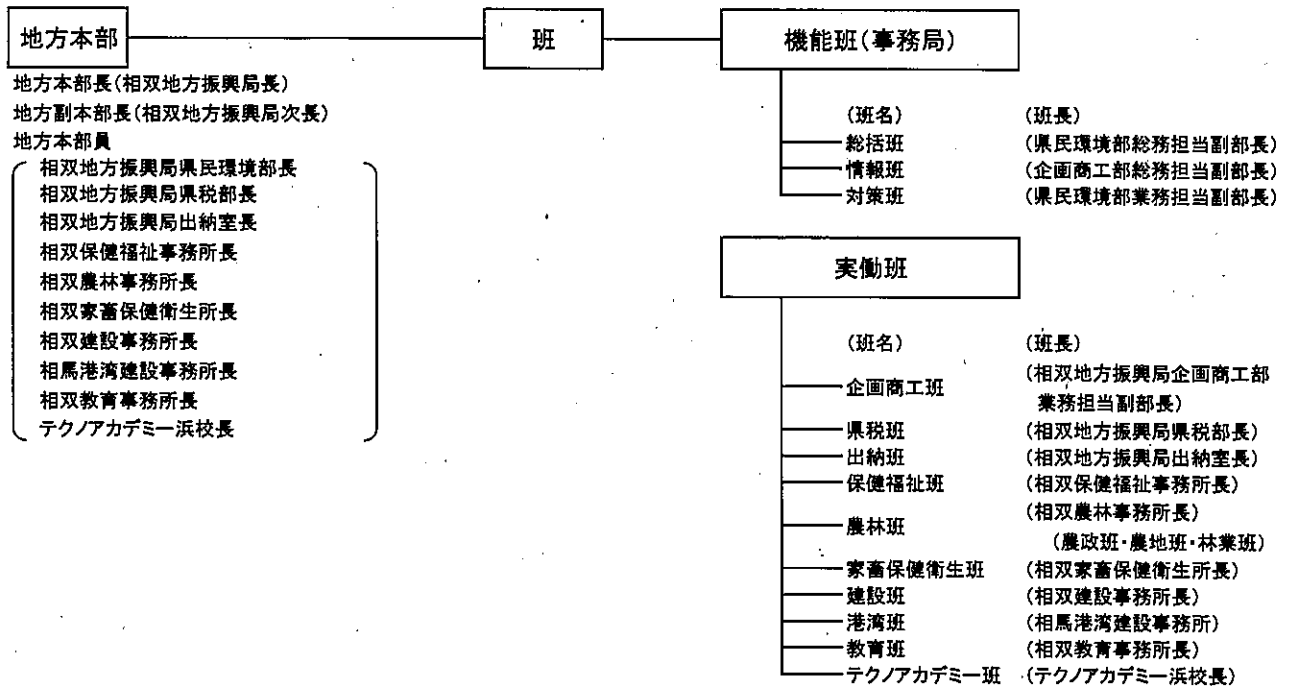 地方本部
地方本部長(相双地方振興局長)
地方副本部長(相双地方振興局次長)
地方本部員
相双地方振興局県民環境部長
相双地方振興局県税部長
相双地方振興局出納室長
相双保健福祉事務所長
相双農林事務所長
相双家畜保健衛生所長
相双建設事務所長
相馬港湾建設事務所長
相双教育事務所長
テクノアカデミー浜校長
班
機能班(事務局)
(班名) (班長)
総括班 (県民環境部総務担当副部長)
情報班 (企画商工部総務担当副部長)
対策班 (県民環境部業務担当副部長)
実働班
(班名) (班長)
企画商工班 (相双地方振興局企画商工部
業務担当副部長)
県税班 (相双地方振興局県税部長)
出納班 (相双地方振興局出納室長)
保健福祉班 (相双保健福祉事務所長)
農林班 (相双農林事務所長)
(農政班・農地班・林業班)
家畜保健衛生班 (相双家畜保健衛生所長)
建設班 (相双建設事務所長)
港湾班 (相馬港湾建設事務所)
教育班 (相双教育事務所長)
テクノアカデミー班 (テクノアカデミー浜校長)